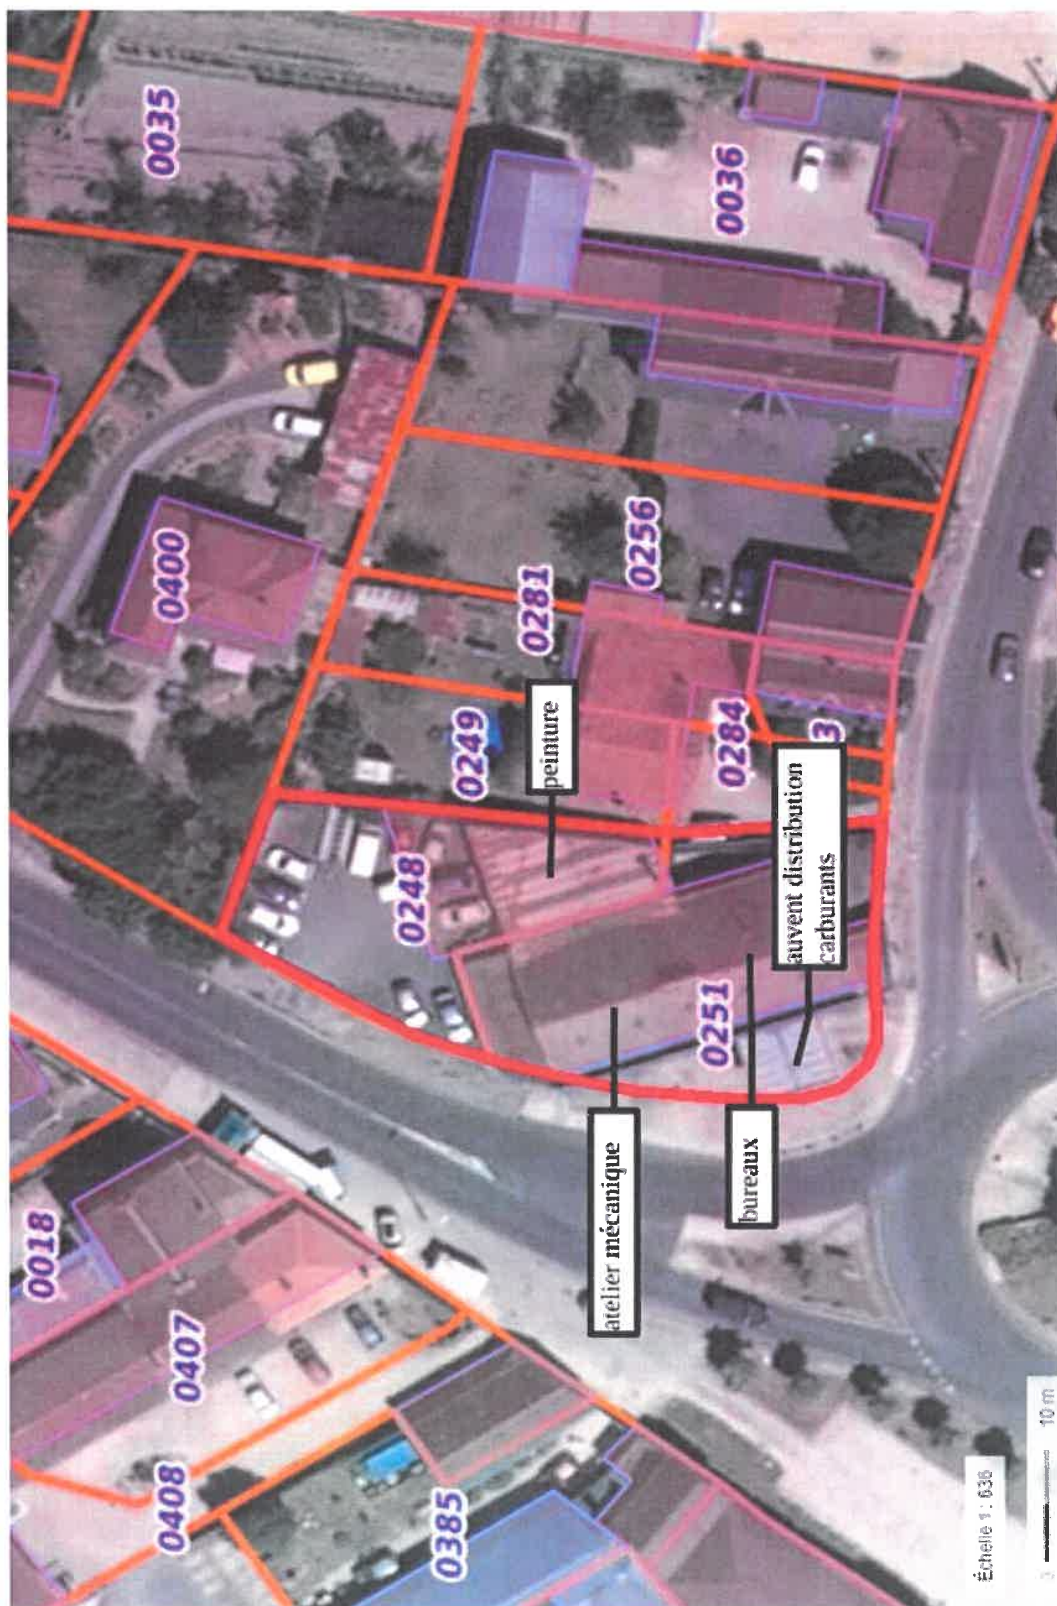 0018
0407
0408
0385
0400
0035
0249
0281
0256
0036
0248
peinture
0284
3
0251
atelier mécanique
bureaux
auvent distribution
carburants
Échelle 1 : 636
10 m